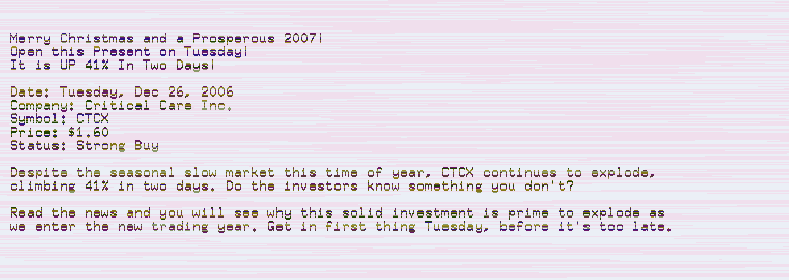 Merry Christmas and a Prosperous 2007!
Open this Present on Tuesday!
It is UP 41% In Two Days!
Date: Tuesday, Dec 26, 2006
Company: Critical Care Inc.
Symbol: CTCX
Price: $1.60
Status: Strong Buy
Despite the seasonal slow market this time of year, CTCX continues to explode,
climbing 41% in two days. Do the investors know something you don't?
Read the news and you will see why this solid investment is prime to explode as
we enter the new trading year. Get in first thing Tuesday, before it's too late.